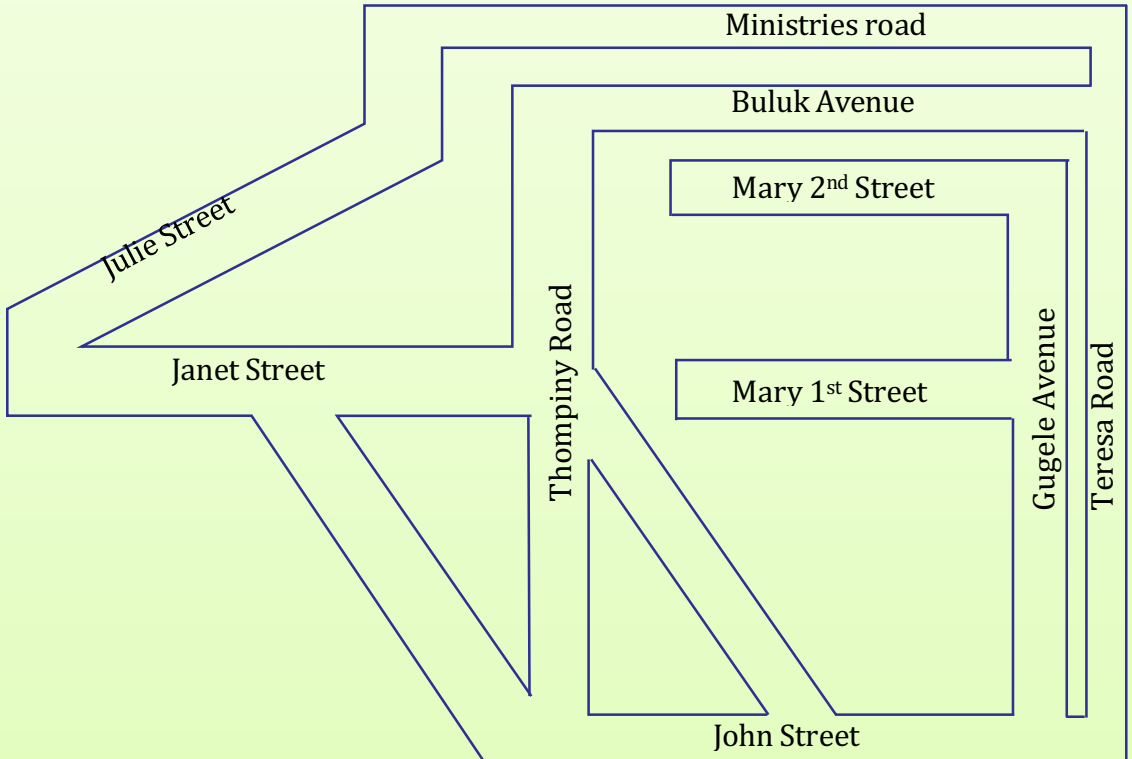 Ministries road
Buluk Avenue
Mary 2nd Street
Julie Street
Janet Street
Thompiny Road
Mary 1st Street
Gugele Avenue
Teresa Road
John Street